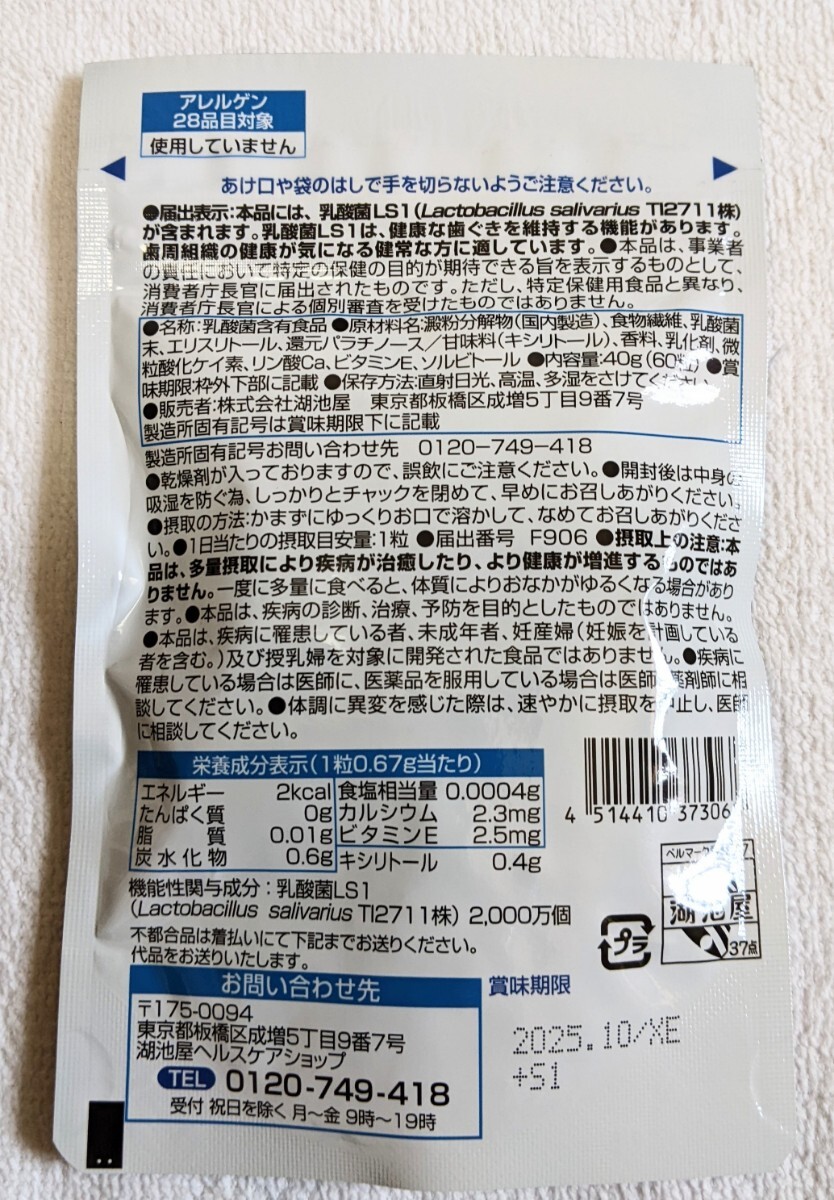 アレルゲン
28品目対象
使用していません
あけ口や袋のはしで手を切らないようご注意ください。
●届出表示:本品には、乳酸菌LS1(Lactobacillus salivarius TI2711株)
が含まれます。乳酸菌LS1は、健康な歯ぐきを維持する機能があります。
歯周組織の健康が気になる健常な方に適しています。●本品は、事業者
の責任において特定の保健の目的が期待できる旨を表示するものとして、
消費者庁長官に届出されたものです。ただし、特定保健用食品と異なり、
消費者庁長官による個別審査を受けたものではありません。
●名称:乳酸菌含有食品 ●原材料名:澱粉分解物(国内製造)、食物繊維、乳酸菌
末、エリスリトール、還元パラチノース/甘味料(キシリトール)、香料、乳化剤、微
粒酸化ケイ素、リン酸Ca、ビタミンE、ソルビトール ●内容量:40g(60粒) ●賞
味期限:枠外下部に記載 ●保存方法:直射日光、高温、多湿をさけてください
●販売者:株式会社湖池屋 東京都板橋区成増5丁目9番7号
製造所固有記号は賞味期限下に記載
製造所固有記号お問い合わせ先 0120-749-418
●乾燥剤が入っておりますので、誤飲にご注意ください。●開封後は中身の
吸湿を防ぐ為、しっかりとチャックを閉めて、早めにお召しあがりください。
●摂取の方法:かまずにゆっくりお口で溶かして、なめてお召しあがりくださ
い。●1日当たりの摂取目安量:1粒 ●届出番号 F906 ●摂取上の注意:本
品は、多量摂取により疾病が治癒したり、より健康が増進するものではあ
りません。一度に多量に食べると、体質によりおなかがゆるくなる場合があり
ます。●本品は、疾病の診断、治療、予防を目的としたものではありません。
●本品は、疾病に罹患している者、未成年者、妊産婦(妊娠を計画している
者を含む。)及び授乳婦を対象に開発された食品ではありません。●疾病に
罹患している場合は医師に、医薬品を服用している場合は医師、薬剤師に相
談してください。●体調に異変を感じた際は、速やかに摂取を中止し、医師
に相談してください。
栄養成分表示(1粒0.67g当たり)
エネルギー 2kcal 食塩相当量 0.0004g
たんぱく質 0g カルシウム 2.3mg
脂質 0.01g ビタミンE 2.5mg
炭水化物 0.6g キシリトール 0.4g
4 514410 37306
機能性関与成分:乳酸菌LS1
(Lactobacillus salivarius TI2711株) 2,000万個
ベルマーク
湖池屋
37点
プラ
不都合品は着払いにて下記までお送りください。
代品をお送りいたします。
お問い合わせ先
〒175-0094
東京都板橋区成増5丁目9番7号
湖池屋ヘルスケアショップ
TEL 0120-749-418
受付 祝日を除く月〜金 9時〜19時
賞味期限
2025.10/XE
+S1